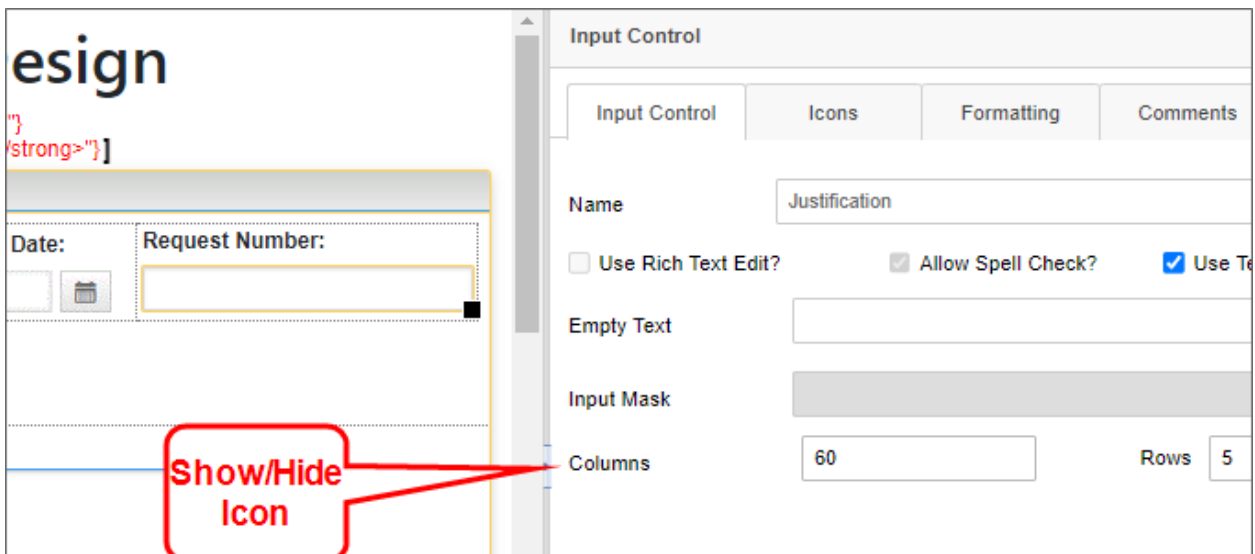 esign
"}
/strong>"}]
Date:
Request Number:
Show/Hide
Icon
Input Control
Input Control Icons Formatting Comments
Name Justification
Use Rich Text Edit? Allow Spell Check? Use Te
Empty Text
Input Mask
Columns 60 Rows 5